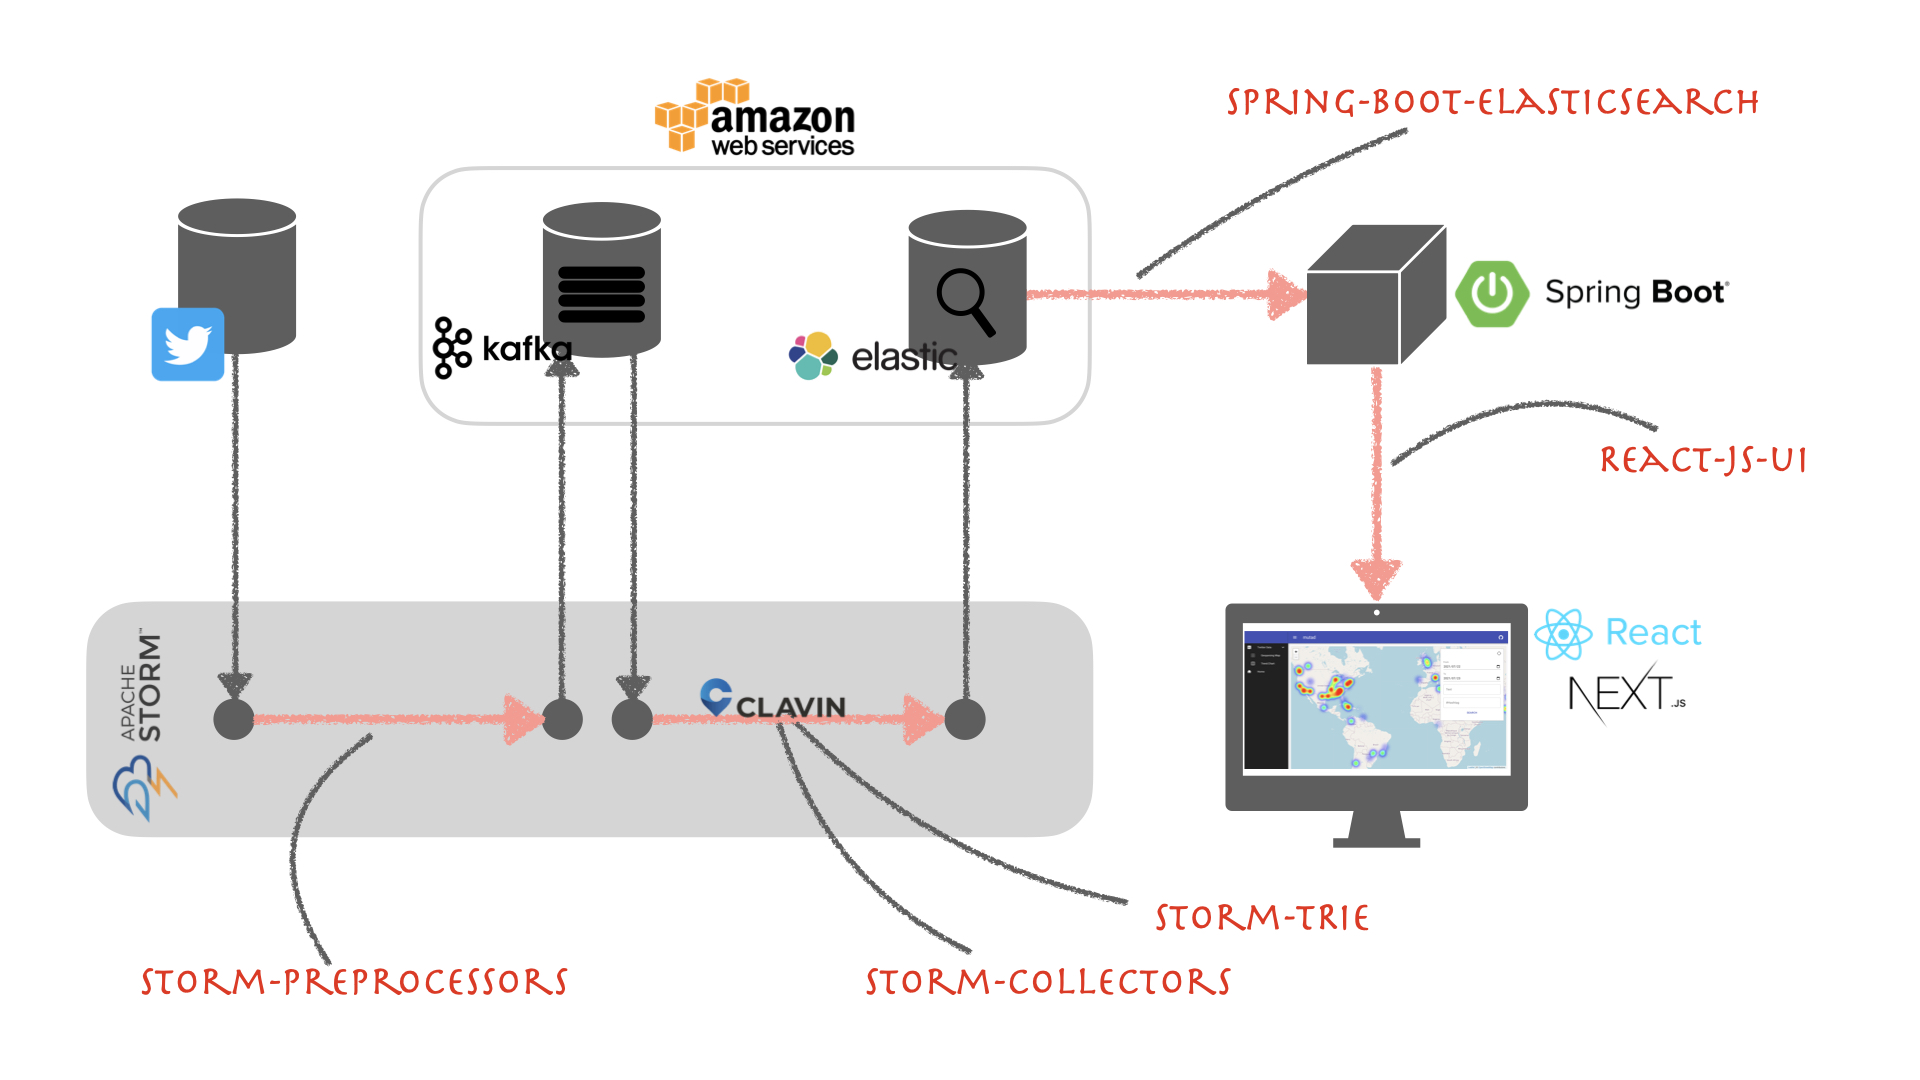 amazon
web services
SPRING-BOOT-ELASTICSEARCH
Spring Boot
kafka
elastic
REACT-JS-UI
APACHE
STORM™
CLAVIN
React
NEXT.JS
STORM-TRIE
STORM-PREPROCESSORS
STORM-COLLECTORS